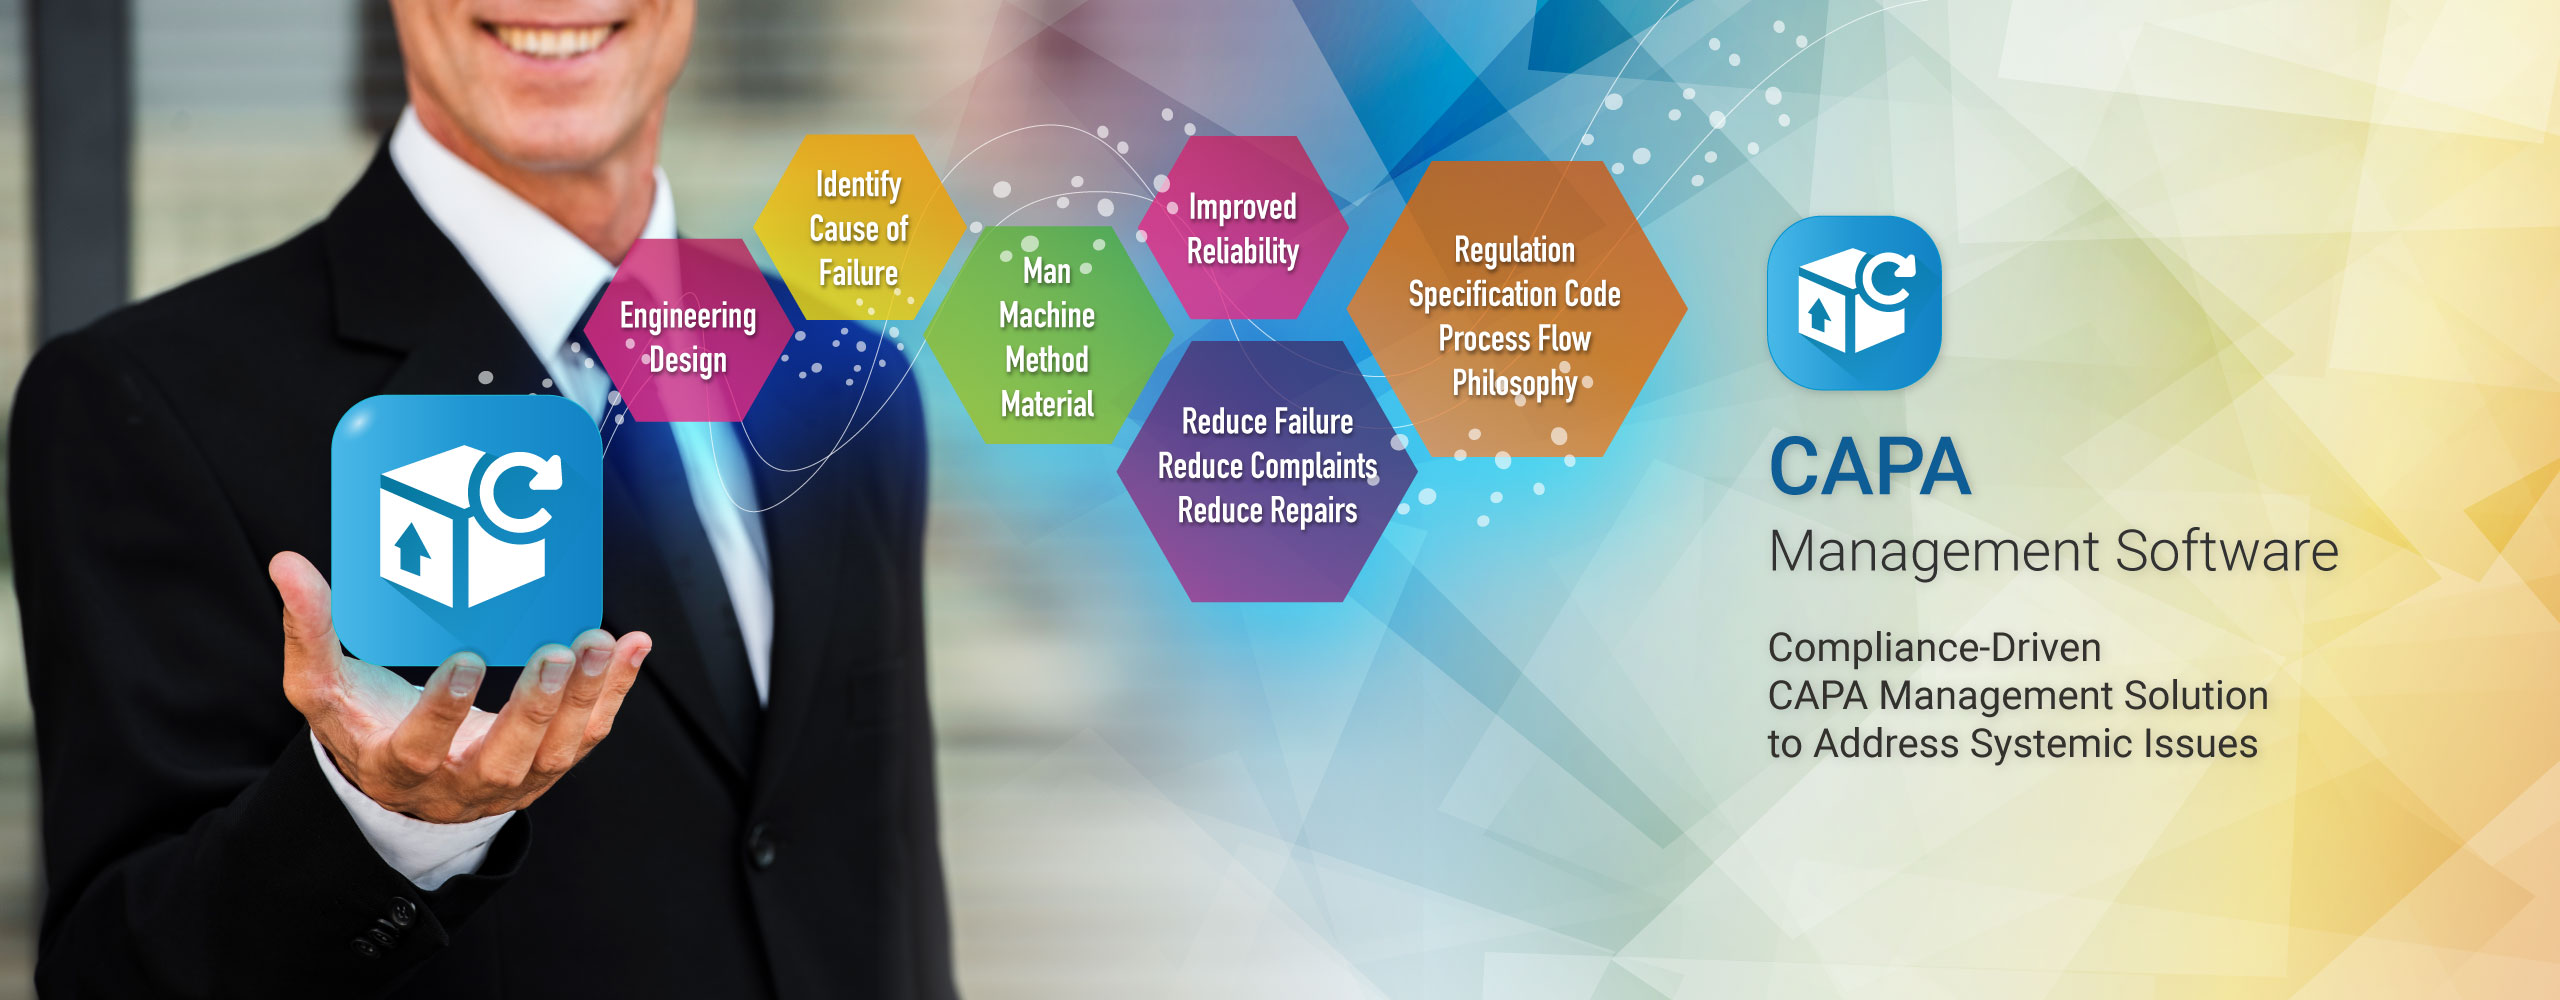 Engineering
Design
Identify
Cause of
Failure
Man
Machine
Method
Material
Improved
Reliability
Reduce Failure
Reduce Complaints
Reduce Repairs
Regulation
Specification Code
Process Flow
Philosophy
CAPA
Management Software
Compliance-Driven
CAPA Management Solution
to Address Systemic Issues